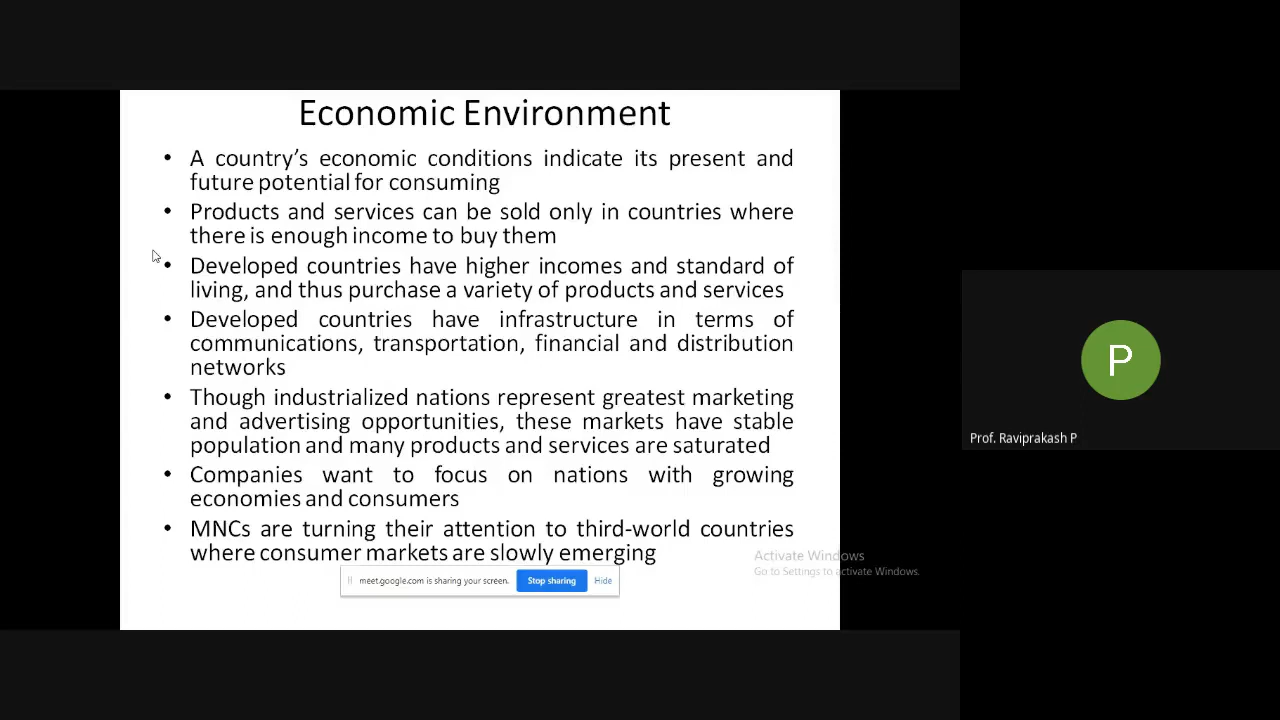 Economic Environment
• A country's economic conditions indicate its present and
future potential for consuming
• Products and services can be sold only in countries where
there is enough income to buy them
• Developed countries have higher incomes and standard of
living, and thus purchase a variety of products and services
• Developed countries have infrastructure in terms of
communications, transportation, financial and distribution
networks
• Though industrialized nations represent greatest marketing
and advertising opportunities, these markets have stable
population and many products and services are saturated
• Companies want to focus on nations with growing
economies and consumers
• MNCs are turning their attention to third-world countries
where consumer markets are slowly emerging
meet.google.com is sharing your screen. Stop sharing Hide
Activate Windows
Go to Settings to activate Windows.
P
Prof. Raviprakash P